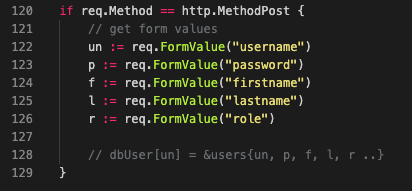 120 if req.Method == http.MethodPost {
121     // get form values
122     un := req.FormValue("username")
123     p := req.FormValue("password")
124     f := req.FormValue("firstname")
125     l := req.FormValue("lastname")
126     r := req.FormValue("role")
127
128     // dbUser[un] = &users{un, p, f, l, r ..}
129 }